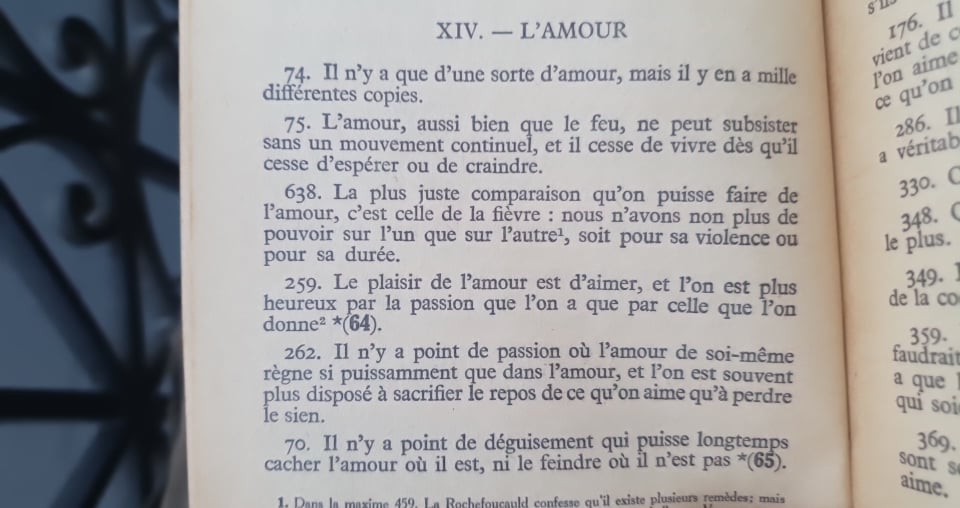 XIV. — L'AMOUR
74. Il n'y a que d'une sorte d'amour, mais il y en a mille
différentes copies.
75. L'amour, aussi bien que le feu, ne peut subsister
sans un mouvement continuel, et il cesse de vivre dès qu'il
cesse d'espérer ou de craindre.
638. La plus juste comparaison qu'on puisse faire de
l'amour, c'est celle de la fièvre : nous n'avons non plus de
pouvoir sur l'un que sur l'autre¹, soit pour sa violence ou
pour sa durée.
259. Le plaisir de l'amour est d'aimer, et l'on est plus
heureux par la passion que l'on a que par celle que l'on
donne² *(64).
262. Il n'y a point de passion où l'amour de soi-même
règne si puissamment que dans l'amour, et l'on est souvent
plus disposé à sacrifier le repos de ce qu'on aime qu'à perdre
le sien.
70. Il n'y a point de déguisement qui puisse longtemps
cacher l'amour où il est, ni le feindre où il n'est pas *(65).
1. Dans la maxime 459, La Rochefoucauld confesse qu'il existe plusieurs remèdes; mais
176. Il
vient de
l'on aime
ce qu'on
286. Il
a
330.
348.
le plus.
349.
de la
359.
a que
qui
369.
sont
aime.